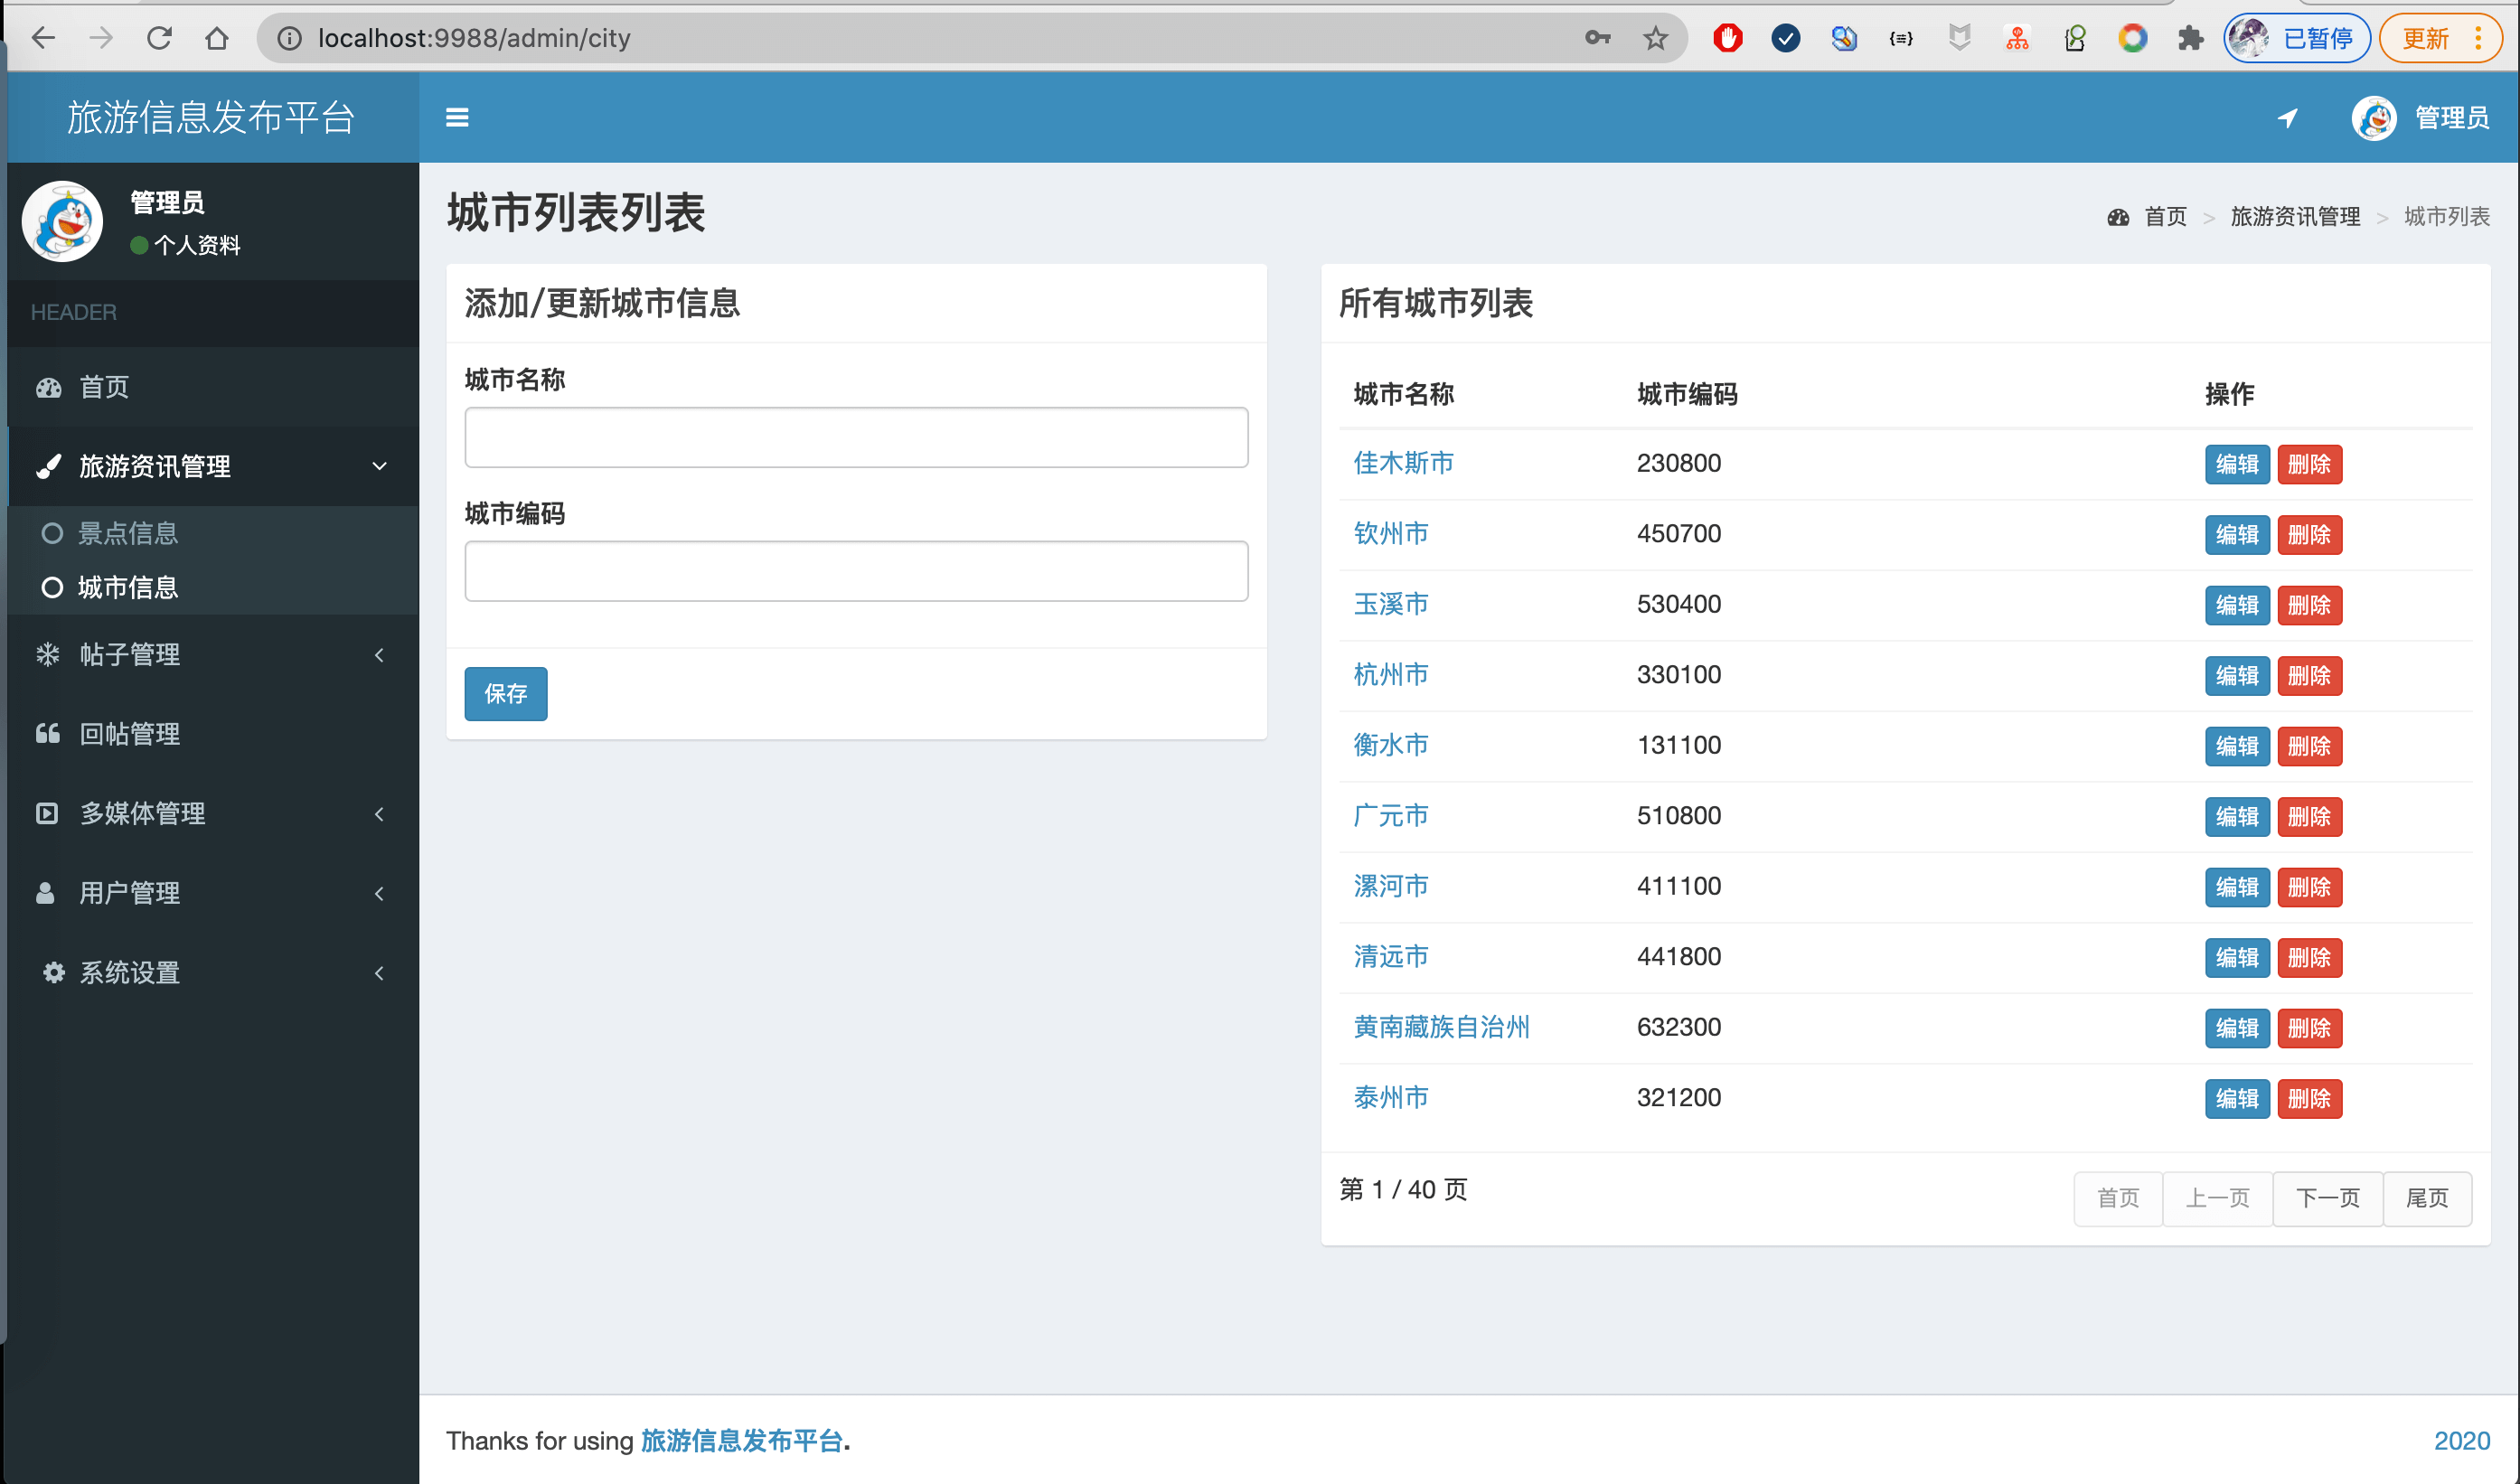 localhost:9988/admin/city
已暂停
更新
旅游信息发布平台
管理员
管理员
个人资料
HEADER
首页
旅游资讯管理
景点信息
城市信息
帖子管理
回帖管理
多媒体管理
用户管理
系统设置
城市列表列表
首页 > 旅游资讯管理 > 城市列表
添加/更新城市信息
城市名称
城市编码
保存
所有城市列表
城市名称 城市编码 操作
佳木斯市 230800 编辑 删除
钦州市 450700 编辑 删除
玉溪市 530400 编辑 删除
杭州市 330100 编辑 删除
衡水市 131100 编辑 删除
广元市 510800 编辑 删除
漯河市 411100 编辑 删除
清远市 441800 编辑 删除
黄南藏族自治州 632300 编辑 删除
泰州市 321200 编辑 删除
第 1 / 40 页
首页 上一页 下一页 尾页
Thanks for using 旅游信息发布平台.
2020